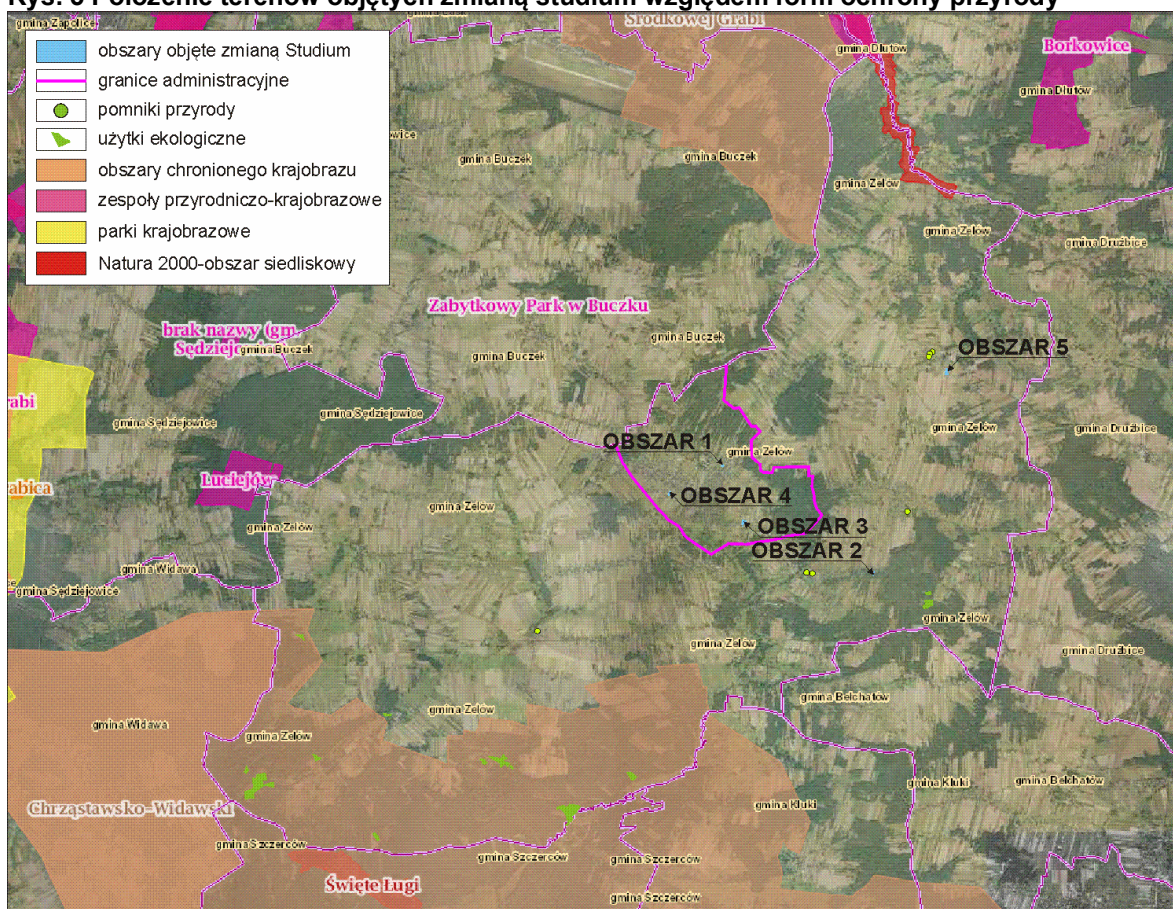 Rys. 6 Położenie terenów objętych zmianą studium względem form ochrony przyrody
gmina Zapolice
Środkowej Grabi
gmina Dłutów
Borkowice
gmina Dłutów
obszary objęte zmianą Studium
granice administracyjne
pomniki przyrody
użytki ekologiczne
obszary chronionego krajobrazu
zespoły przyrodniczo-krajobrazowe
parki krajobrazowe
Natura 2000-obszar siedliskowy
gmina Buczek
gmina Buczek
gmina Zelów
gmina Zelów
gmina Drużbice
Zabytkowy Park w Buczku
brak nazwy (gm
Sędziejo
gmina Buczek
gmina Buczek
gmina Buczek
OBSZAR 5
rabi
gmina Sędziejowice
gmina Sędziejowice
gmina Zelów
gmina Drużbice
OBSZAR 1
gmina Zelów
Luciejów
abica
OBSZAR 4
gmina Zelów
gmina Zelów
OBSZAR 3
OBSZAR 2
gmina Widawa
gmina Sędziejowice
gmina Zelów
gmina Zelów
gmina Drużbice
gmina Bełchatów
gmina Widawa
gmina Zelów
gmina Zelów
gmina Kluki
gmina Bełchatów
Chrząstawsko-Widawski
gmina Kluki
gmina Szczerców
gmina Szczerców
gmina Szczerców
Święte Ługi
gmina Szczerców